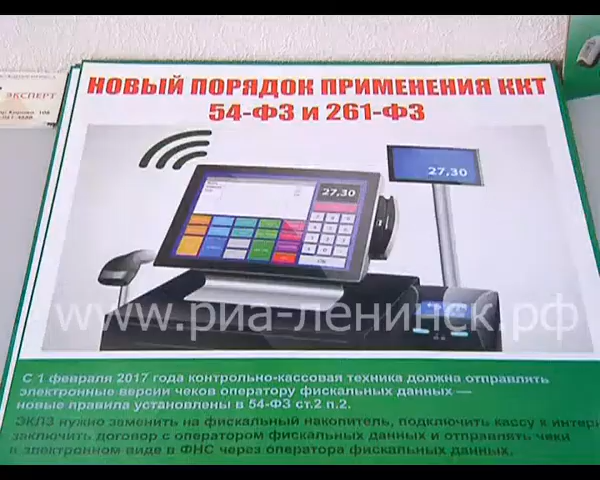 НОВЫЙ ПОРЯДОК ПРИМЕНЕНИЯ ККТ
54-ФЗ и 261-ФЗ
ЭКСПЕРТ
27,30
27,30
www.риа-ленинск.рф
С 1 февраля 2017 года контрольно-кассовая техника должна отправлять
электронные версии чеков оператору фискальных данных —
новые правила установлены в 54-ФЗ ст.2 п.2.
ЭКЛЗ нужно заменить на фискальный накопитель, подключить кассу к интерн
заключить договор с оператором фискальных данных и отправлять чеки
в электронном виде в ФНС через оператора фискальных данных.